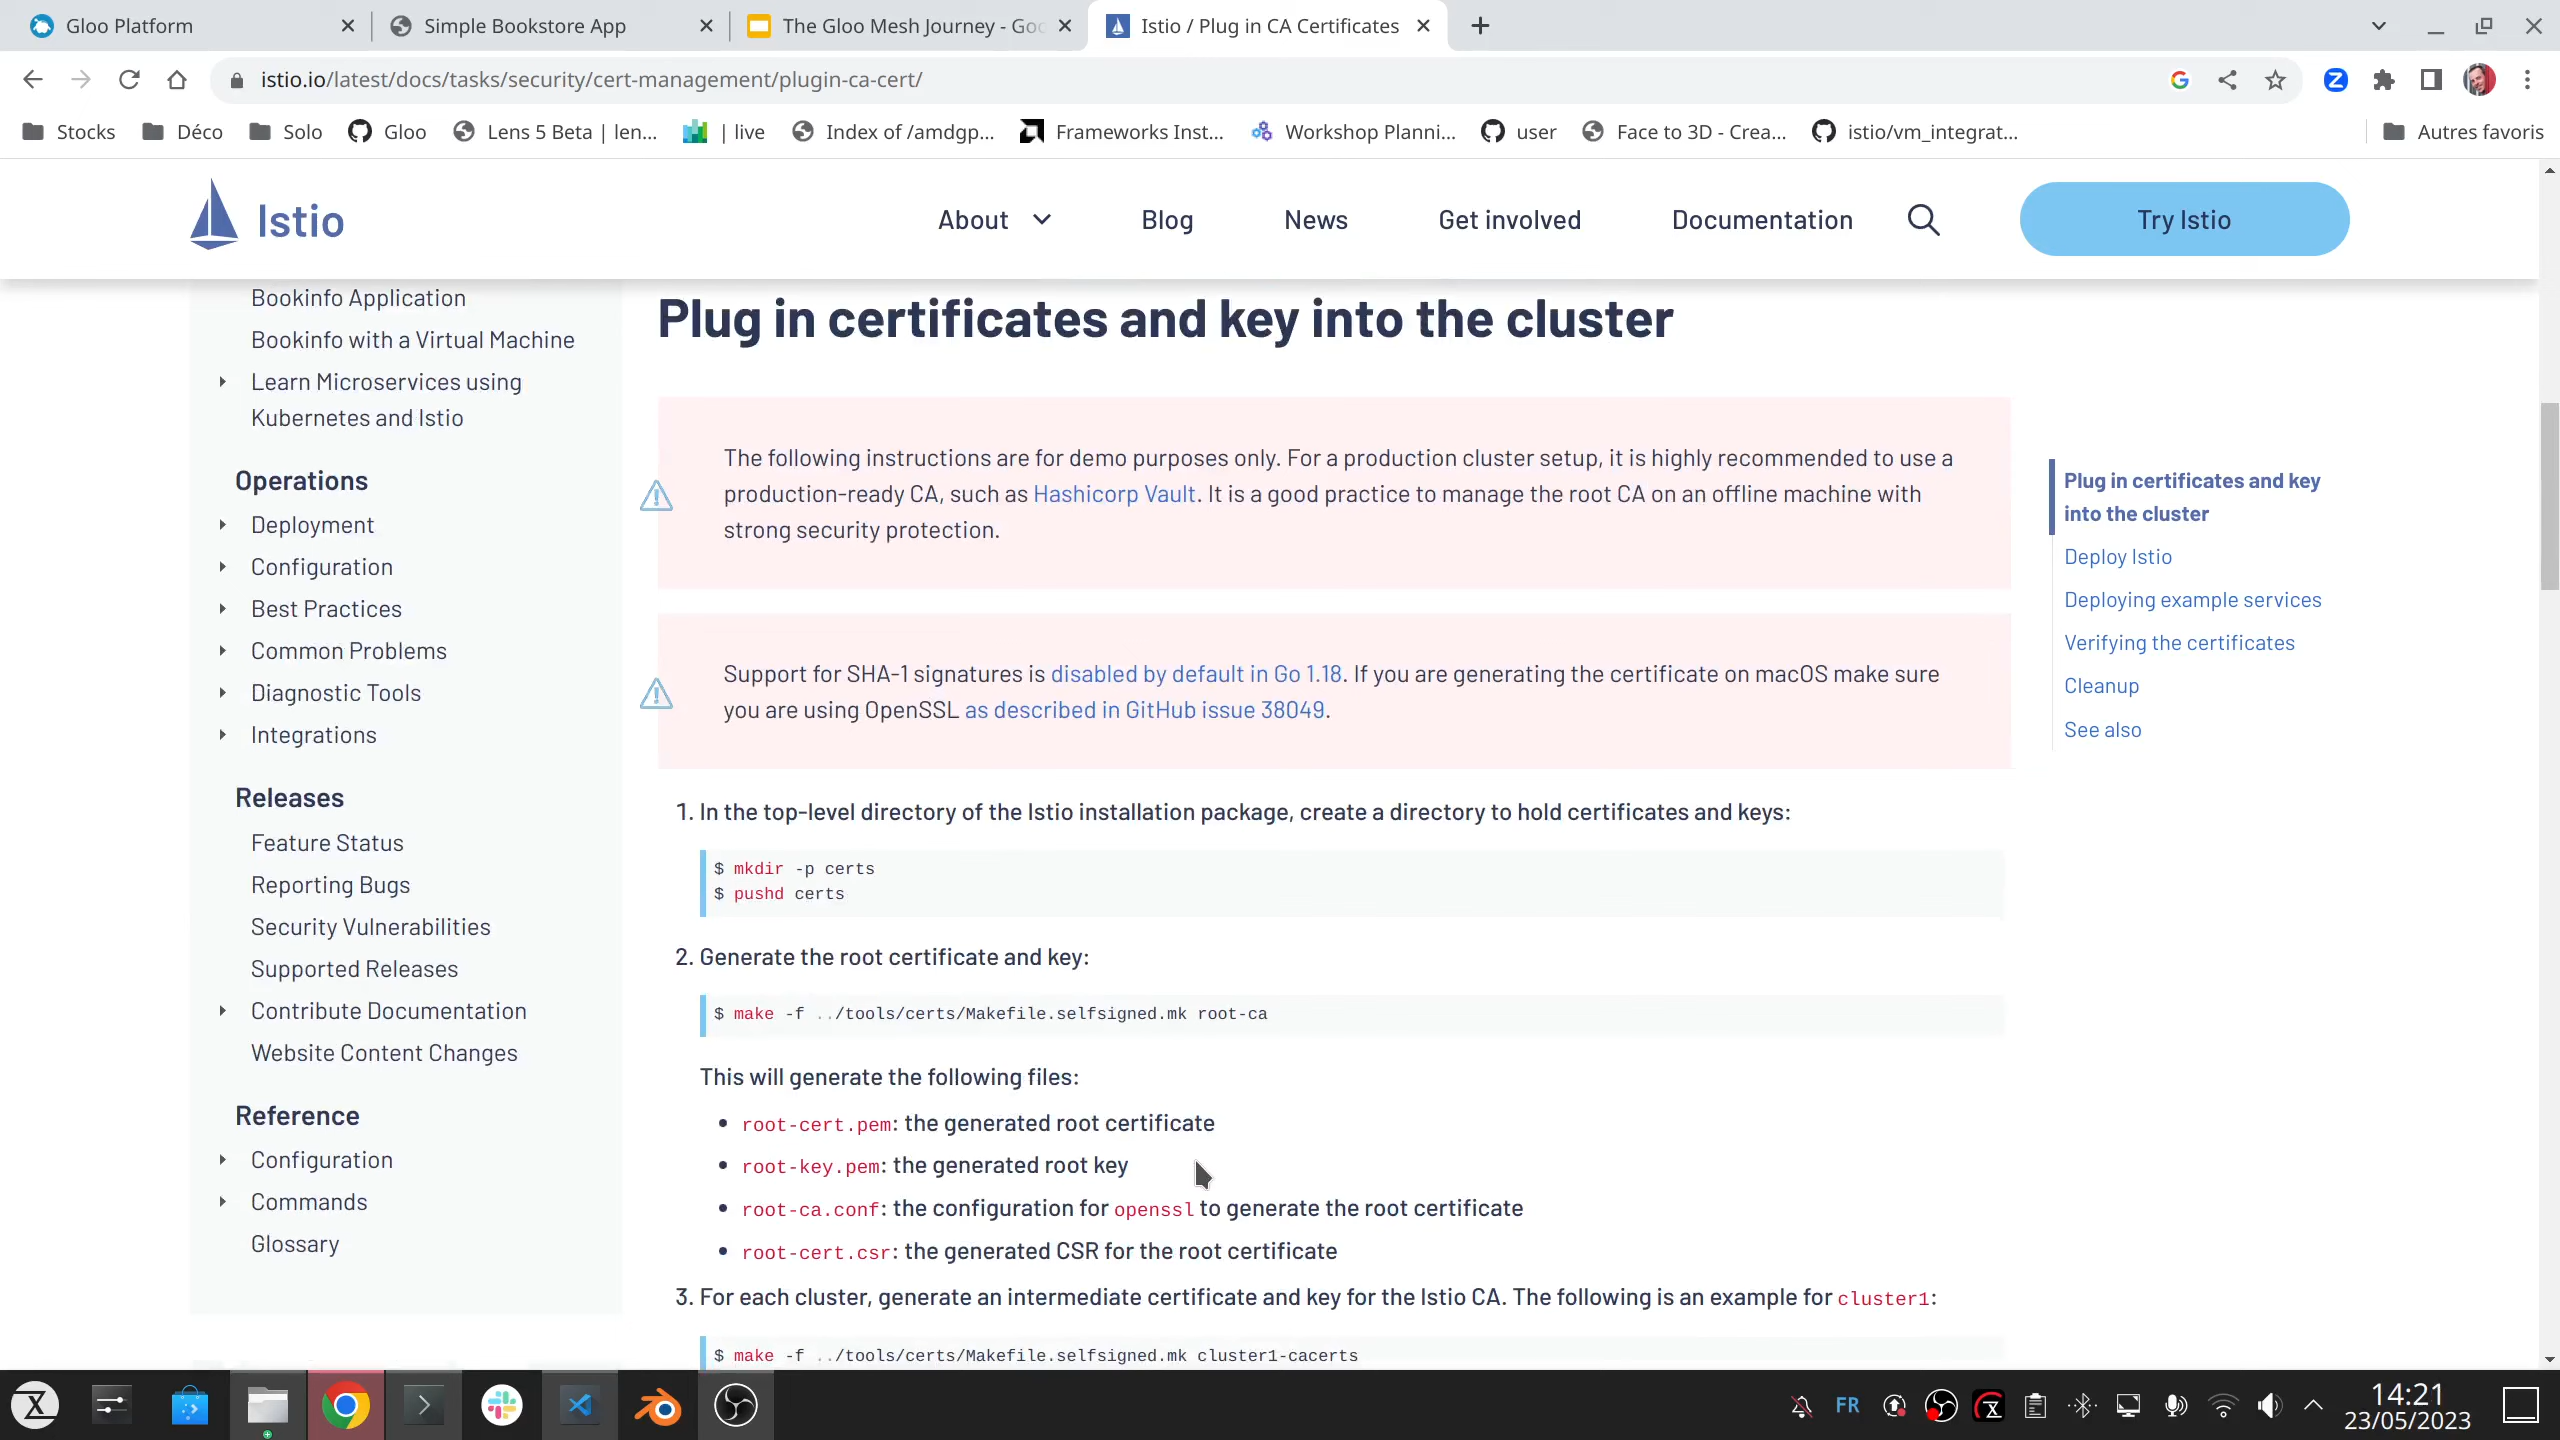 Gloo Platform
Simple Bookstore App
The Gloo Mesh Journey - Goo
Istio / Plug in CA Certificates
istio.io/latest/docs/tasks/security/cert-management/plugin-ca-cert/
Stocks
Déco
Solo
Gloo
Lens 5 Beta | len...
| live
Index of /amdgp...
Frameworks Inst...
Workshop Planni...
user
Face to 3D - Crea...
istio/vm_integrat...
Autres favoris
Istio
About
Blog
News
Get involved
Documentation
Try Istio
Bookinfo Application
Bookinfo with a Virtual Machine
Learn Microservices using
Kubernetes and Istio
Operations
Deployment
Configuration
Best Practices
Common Problems
Diagnostic Tools
Integrations
Releases
Feature Status
Reporting Bugs
Security Vulnerabilities
Supported Releases
Contribute Documentation
Website Content Changes
Reference
Configuration
Commands
Glossary
Plug in certificates and key into the cluster
The following instructions are for demo purposes only. For a production cluster setup, it is highly recommended to use a
production-ready CA, such as Hashicorp Vault. It is a good practice to manage the root CA on an offline machine with
strong security protection.
Support for SHA-1 signatures is disabled by default in Go 1.18. If you are generating the certificate on macOS make sure
you are using OpenSSL as described in GitHub issue 38049.
1. In the top-level directory of the Istio installation package, create a directory to hold certificates and keys:
$ mkdir -p certs
$ pushd certs
2. Generate the root certificate and key:
$ make -f ../tools/certs/Makefile.selfsigned.mk root-ca
This will generate the following files:
• root-cert.pem: the generated root certificate
• root-key.pem: the generated root key
• root-ca.conf: the configuration for openssl to generate the root certificate
• root-cert.csr: the generated CSR for the root certificate
3. For each cluster, generate an intermediate certificate and key for the Istio CA. The following is an example for cluster1:
$ make -f ../tools/certs/Makefile.selfsigned.mk cluster1-cacerts
Plug in certificates and key
into the cluster
Deploy Istio
Deploying example services
Verifying the certificates
Cleanup
See also
FR
14:21
23/05/2023